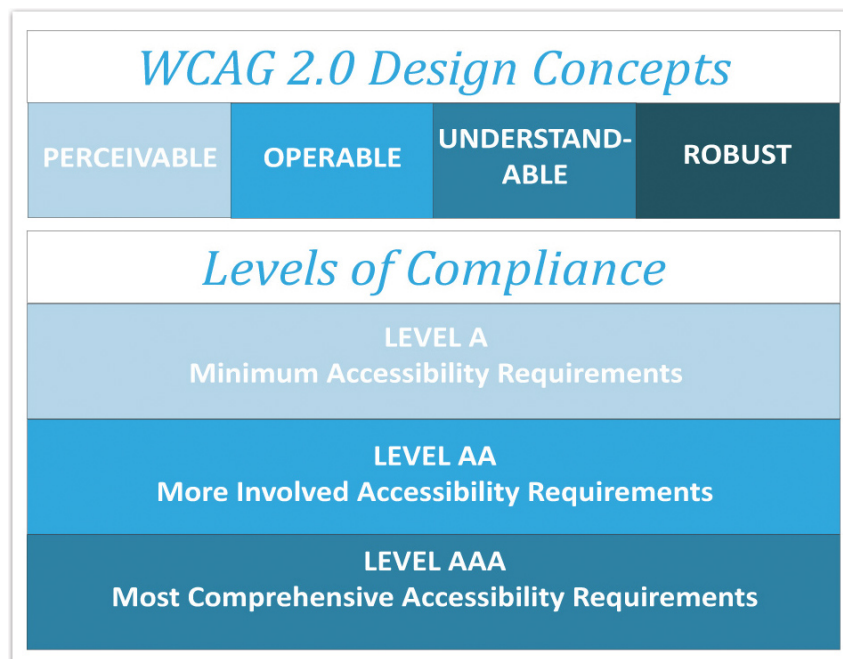 WCAG 2.0 Design Concepts
PERCEIVABLE
OPERABLE
UNDERSTAND-
ABLE
ROBUST
Levels of Compliance
LEVEL A
Minimum Accessibility Requirements
LEVEL AA
More Involved Accessibility Requirements
LEVEL AAA
Most Comprehensive Accessibility Requirements